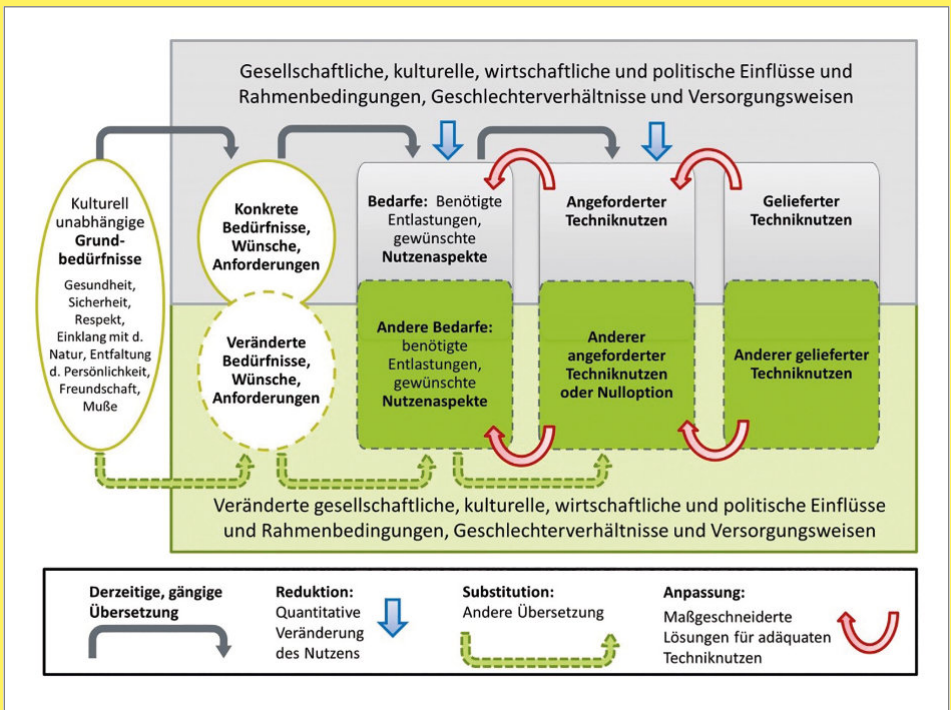 Gesellschaftliche, kulturelle, wirtschaftliche und politische Einflüsse und
Rahmenbedingungen, Geschlechterverhältnisse und Versorgungsweisen
Kulturell
unabhängige
Grund-
bedürfnisse
Gesundheit,
Sicherheit,
Respekt,
Einklang mit d.
Natur, Entfaltung
d. Persönlichkeit,
Freundschaft,
Muße
Konkrete
Bedürfnisse,
Wünsche,
Anforderungen
Bedarfe: Benötigte
Entlastungen,
gewünschte
Nutzenaspekte
Angeforderter
Techniknutzen
Gelieferter
Techniknutzen
Veränderte
Bedürfnisse,
Wünsche,
Anforderungen
Andere Bedarfe:
benötigte
Entlastungen,
gewünschte
Nutzenaspekte
Anderer
angeforderter
Techniknutzen
oder Nulloption
Anderer gelieferter
Techniknutzen
Veränderte gesellschaftliche, kulturelle, wirtschaftliche und politische Einflüsse
und Rahmenbedingungen, Geschlechterverhältnisse und Versorgungsweisen
Derzeitige, gängige
Übersetzung
Reduktion:
Quantitative
Veränderung
des Nutzens
Substitution:
Andere Übersetzung
Anpassung:
Maßgeschneiderte
Lösungen für adäquaten
Techniknutzen